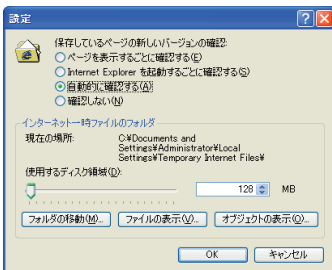 設定
保存しているページの新しいバージョンの確認:
ページを表示するごとに確認する(E)
Internet Explorer を起動するごとに確認する(S)
自動的に確認する(A)
確認しない(N)
インターネット一時ファイルのフォルダ
現在の場所: C:¥Documents and
Settings¥Administrator¥Local
Settings¥Temporary Internet Files¥
使用するディスク領域(D):
128 MB
フォルダの移動(M)... ファイルの表示(V)... オブジェクトの表示(O)...
OK キャンセル